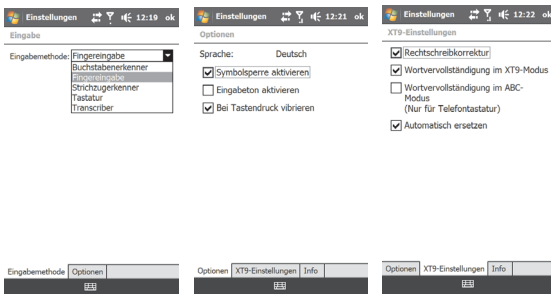 Einstellungen 12:19 ok
Eingabe
Eingabemethode: Fingereingabe
Buchstabenerkenner
Fingereingabe
Strichzugerkenner
Tastatur
Transcriber
Eingabemethode Optionen
Einstellungen 12:21 ok
Optionen
Sprache: Deutsch
Symbolsperre aktivieren
Eingabeton aktivieren
Bei Tastendruck vibrieren
Optionen XT9-Einstellungen Info
Einstellungen 12:22 ok
XT9-Einstellungen
Rechtschreibkorrektur
Wortvervollständigung im XT9-Modus
Wortvervollständigung im ABC-
Modus
(Nur für Telefontastatur)
Automatisch ersetzen
Optionen XT9-Einstellungen Info